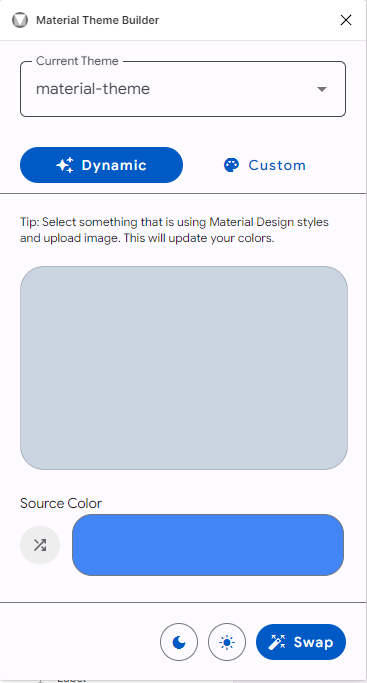 Material Theme Builder
Current Theme
material-theme
Dynamic
Custom
Tip: Select something that is using Material Design styles
and upload image. This will update your colors.
Source Color
Swap